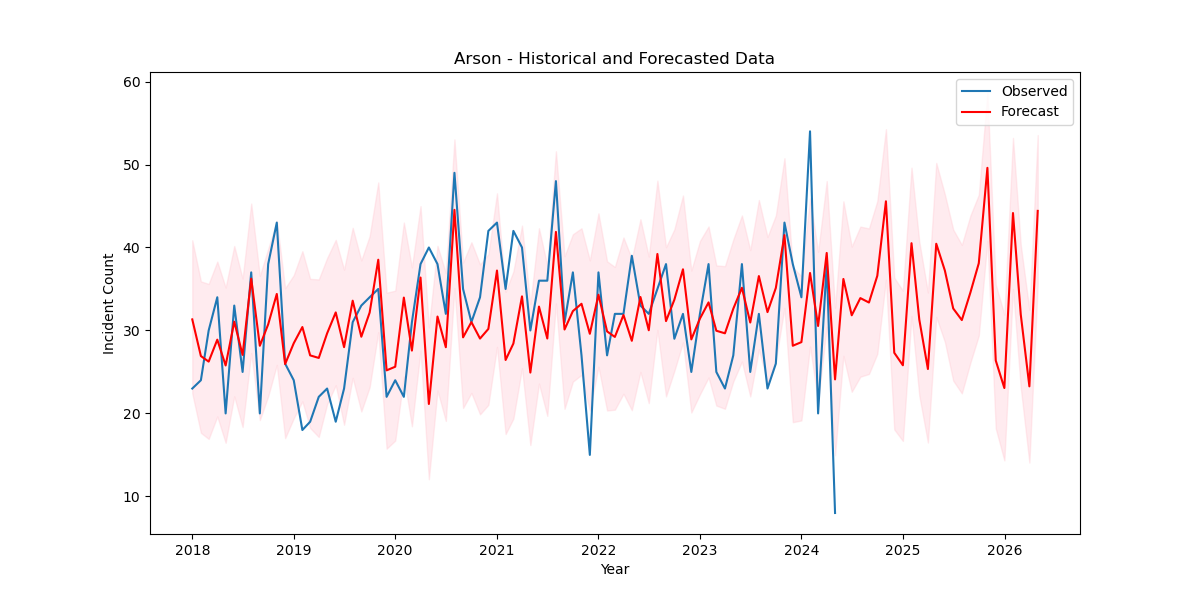 Arson - Historical and Forecasted Data
Observed
Forecast
60
50
40
30
20
10
Incident Count
2018 2019 2020 2021 2022 2023 2024 2025 2026
Year